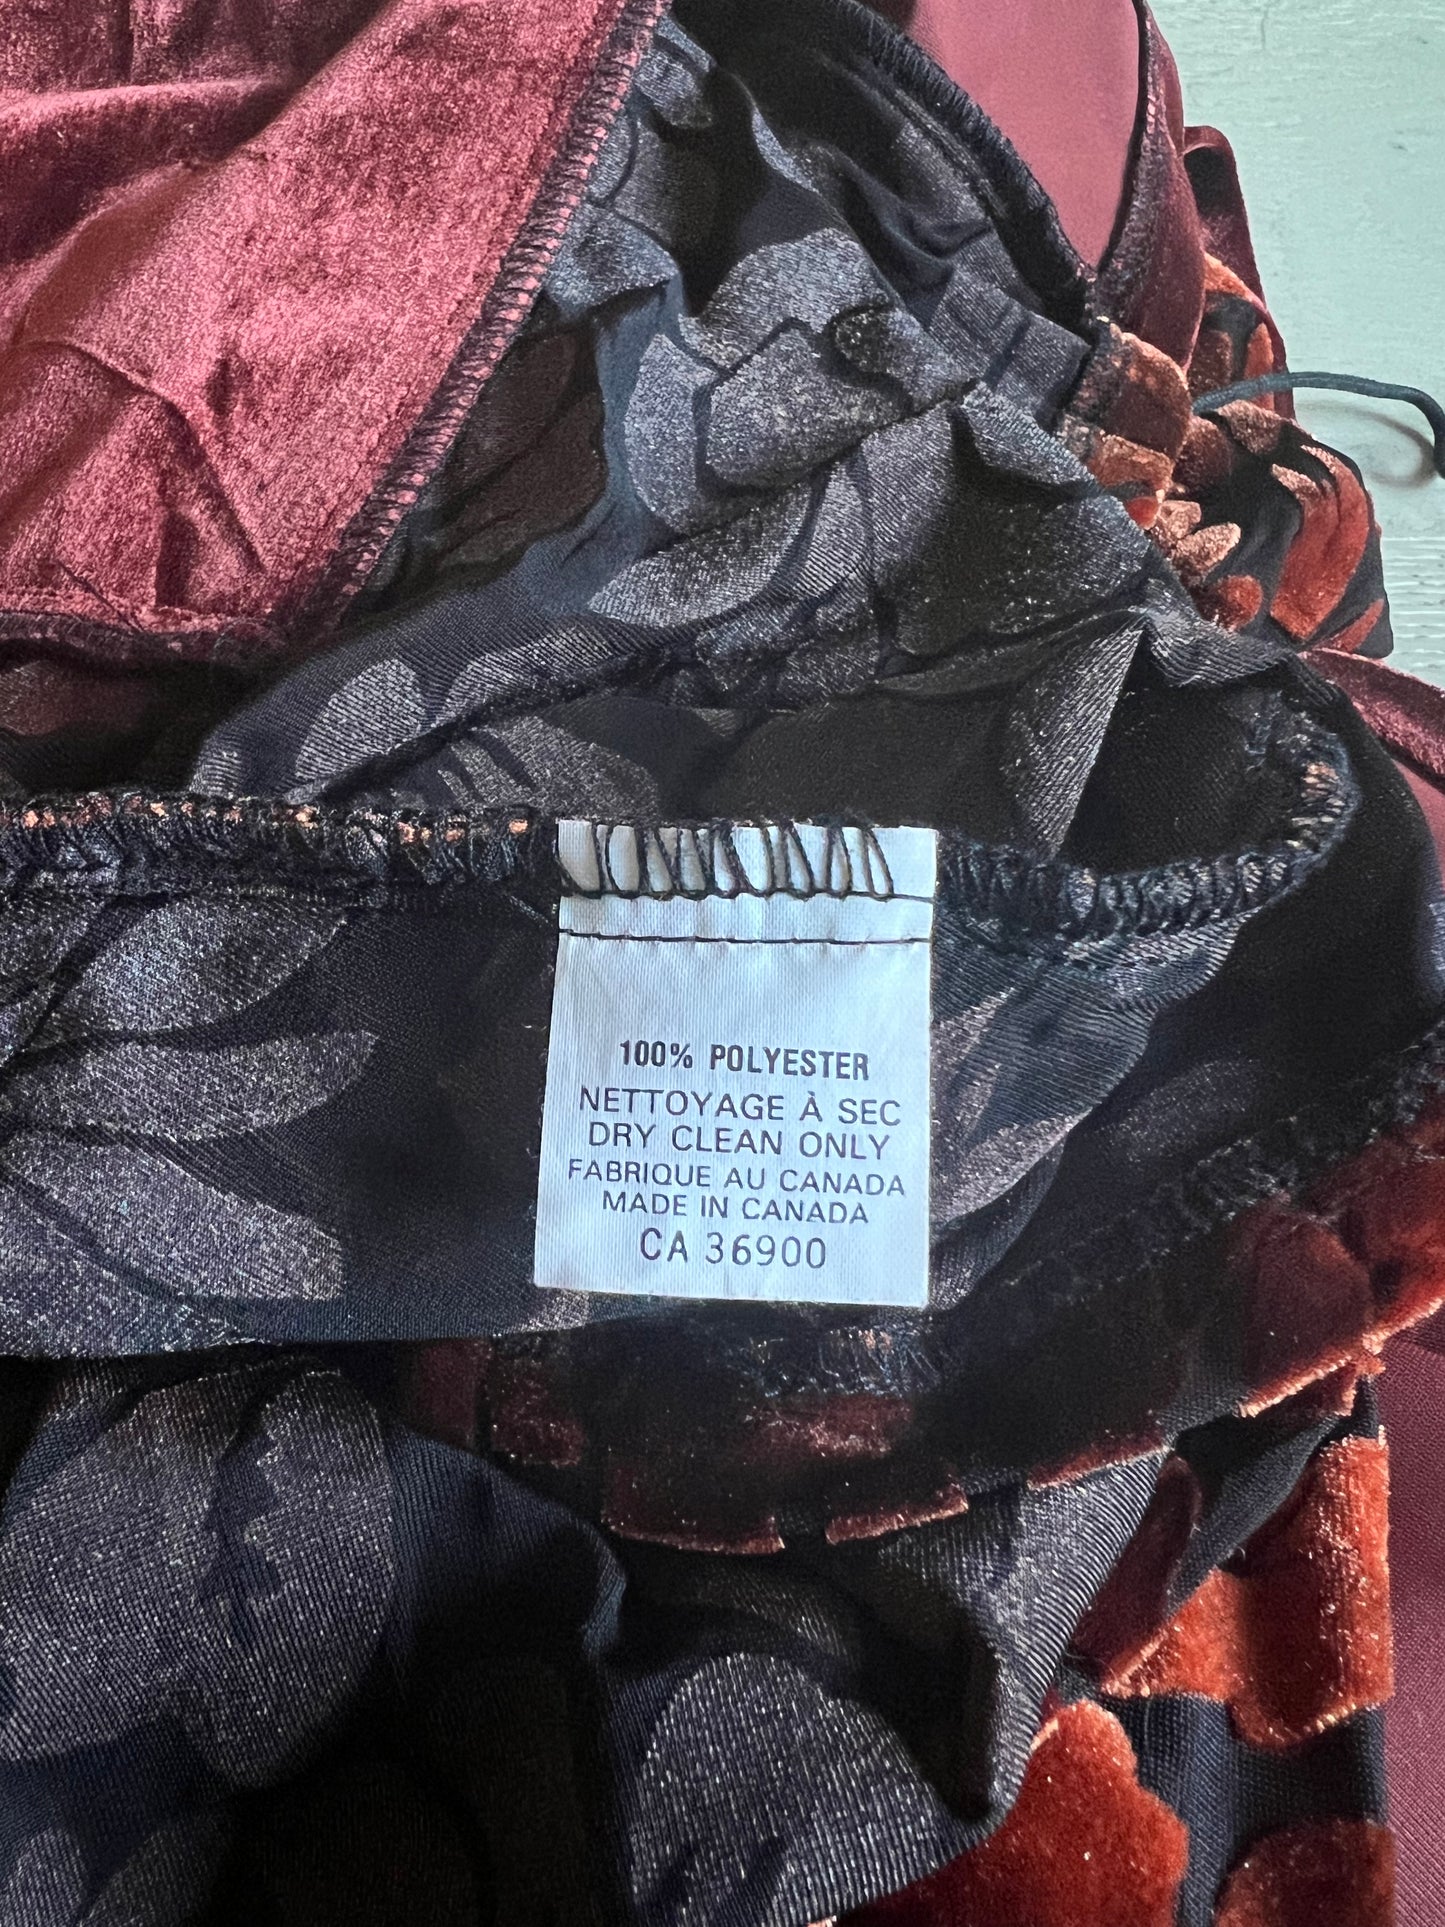 100% POLYESTER
NETTOYAGE À SEC
DRY CLEAN ONLY
FABRIQUE AU CANADA
MADE IN CANADA
CA 36900